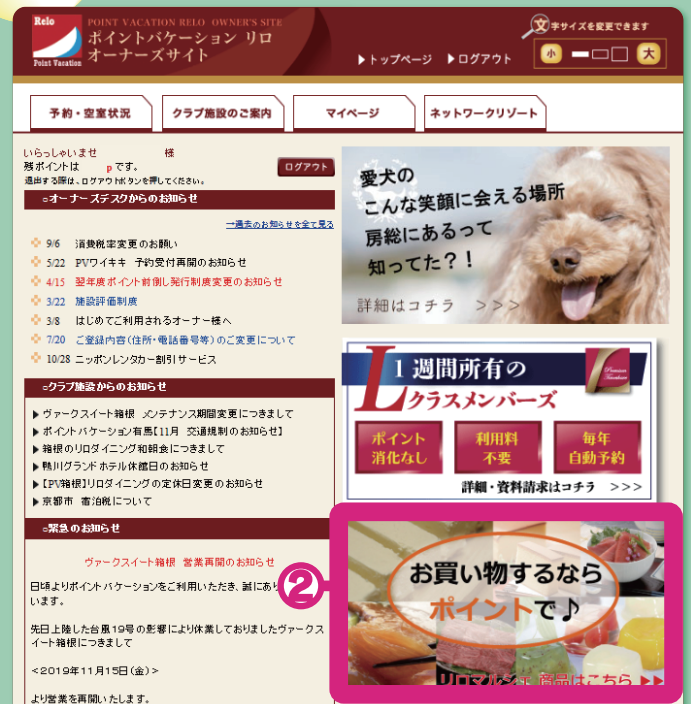 Relo
Point Vacation
POINT VACATION RELO OWNER'S SITE
ポイントバケーション リロ
オーナーズサイト
▶トップページ ▶ログアウト
文 字サイズを変更できます
小 大
予約・空室状況
クラブ施設のご案内
マイページ
ネットワークリゾート
いらっしゃいませ 様
残ポイントは pです。
退出する際は、ログアウトボタンを押してください。
ログアウト
オーナーズデスクからのお知らせ
→過去のお知らせを全て見る
9/6 消費税率変更のお願い
5/22 PVワイキキ 予約受付再開のお知らせ
4/15 翌年度ポイント前倒し発行制度変更のお知らせ
3/22 施設評価制度
3/8 はじめてご利用されるオーナー様へ
7/20 ご登録内容(住所・電話番号等)のご変更について
10/28 ニッポンレンタカー割引サービス
クラブ施設からのお知らせ
▶ヴァークスイート箱根 メンテナンス期間変更につきまして
▶ポイントバケーション有馬【11月 交通規制のお知らせ】
▶箱根のリロダイニング和朝食につきまして
▶鴨川グランドホテル休館日のお知らせ
▶【PV箱根】リロダイニングの定休日変更のお知らせ
▶京都市 宿泊税について
緊急のお知らせ
ヴァークスイート箱根 営業再開のお知らせ
日頃よりポイントバケーションをご利用いただき、誠にあり
います。
先日上陸した台風19号の影響により休業しておりましたヴァークス
イート箱根につきまして
<2019年11月15日(金)>
より営業を再開いたします。
愛犬の
こんな笑顔に会える場所
房総にあるって
知ってた?!
詳細はコチラ >>>
1週間所有の
Lクラスメンバーズ
Premium
Vacation
ポイント
消化なし
利用料
不要
毎年
自動予約
詳細・資料請求はコチラ >>>
②
お買い物するなら
ポイントで♪
リロマルシェ 商品はこちら ▶▶